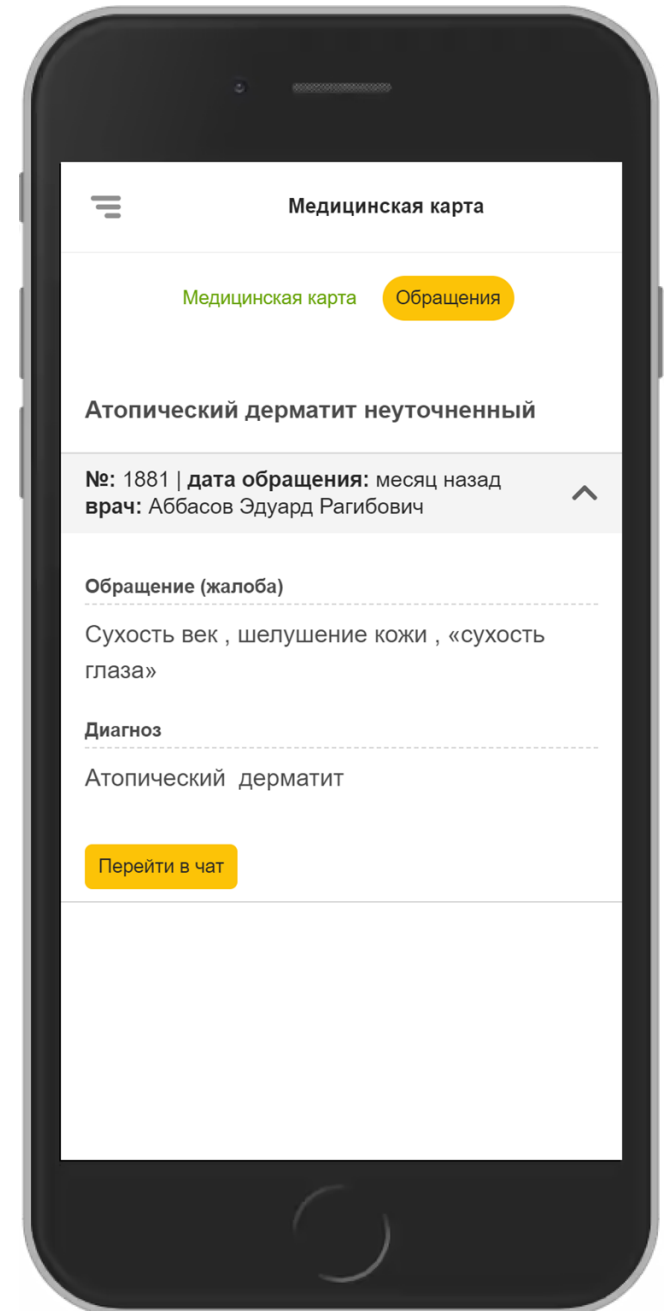 Медицинская карта
Медицинская карта Обращения
Атопический дерматит неуточненный
№: 1881 | дата обращения: месяц назад
врач: Аббасов Эдуард Рагибович
Обращение (жалоба)
Сухость век , шелушение кожи , «сухость
глаза»
Диагноз
Атопический  дерматит
Перейти в чат